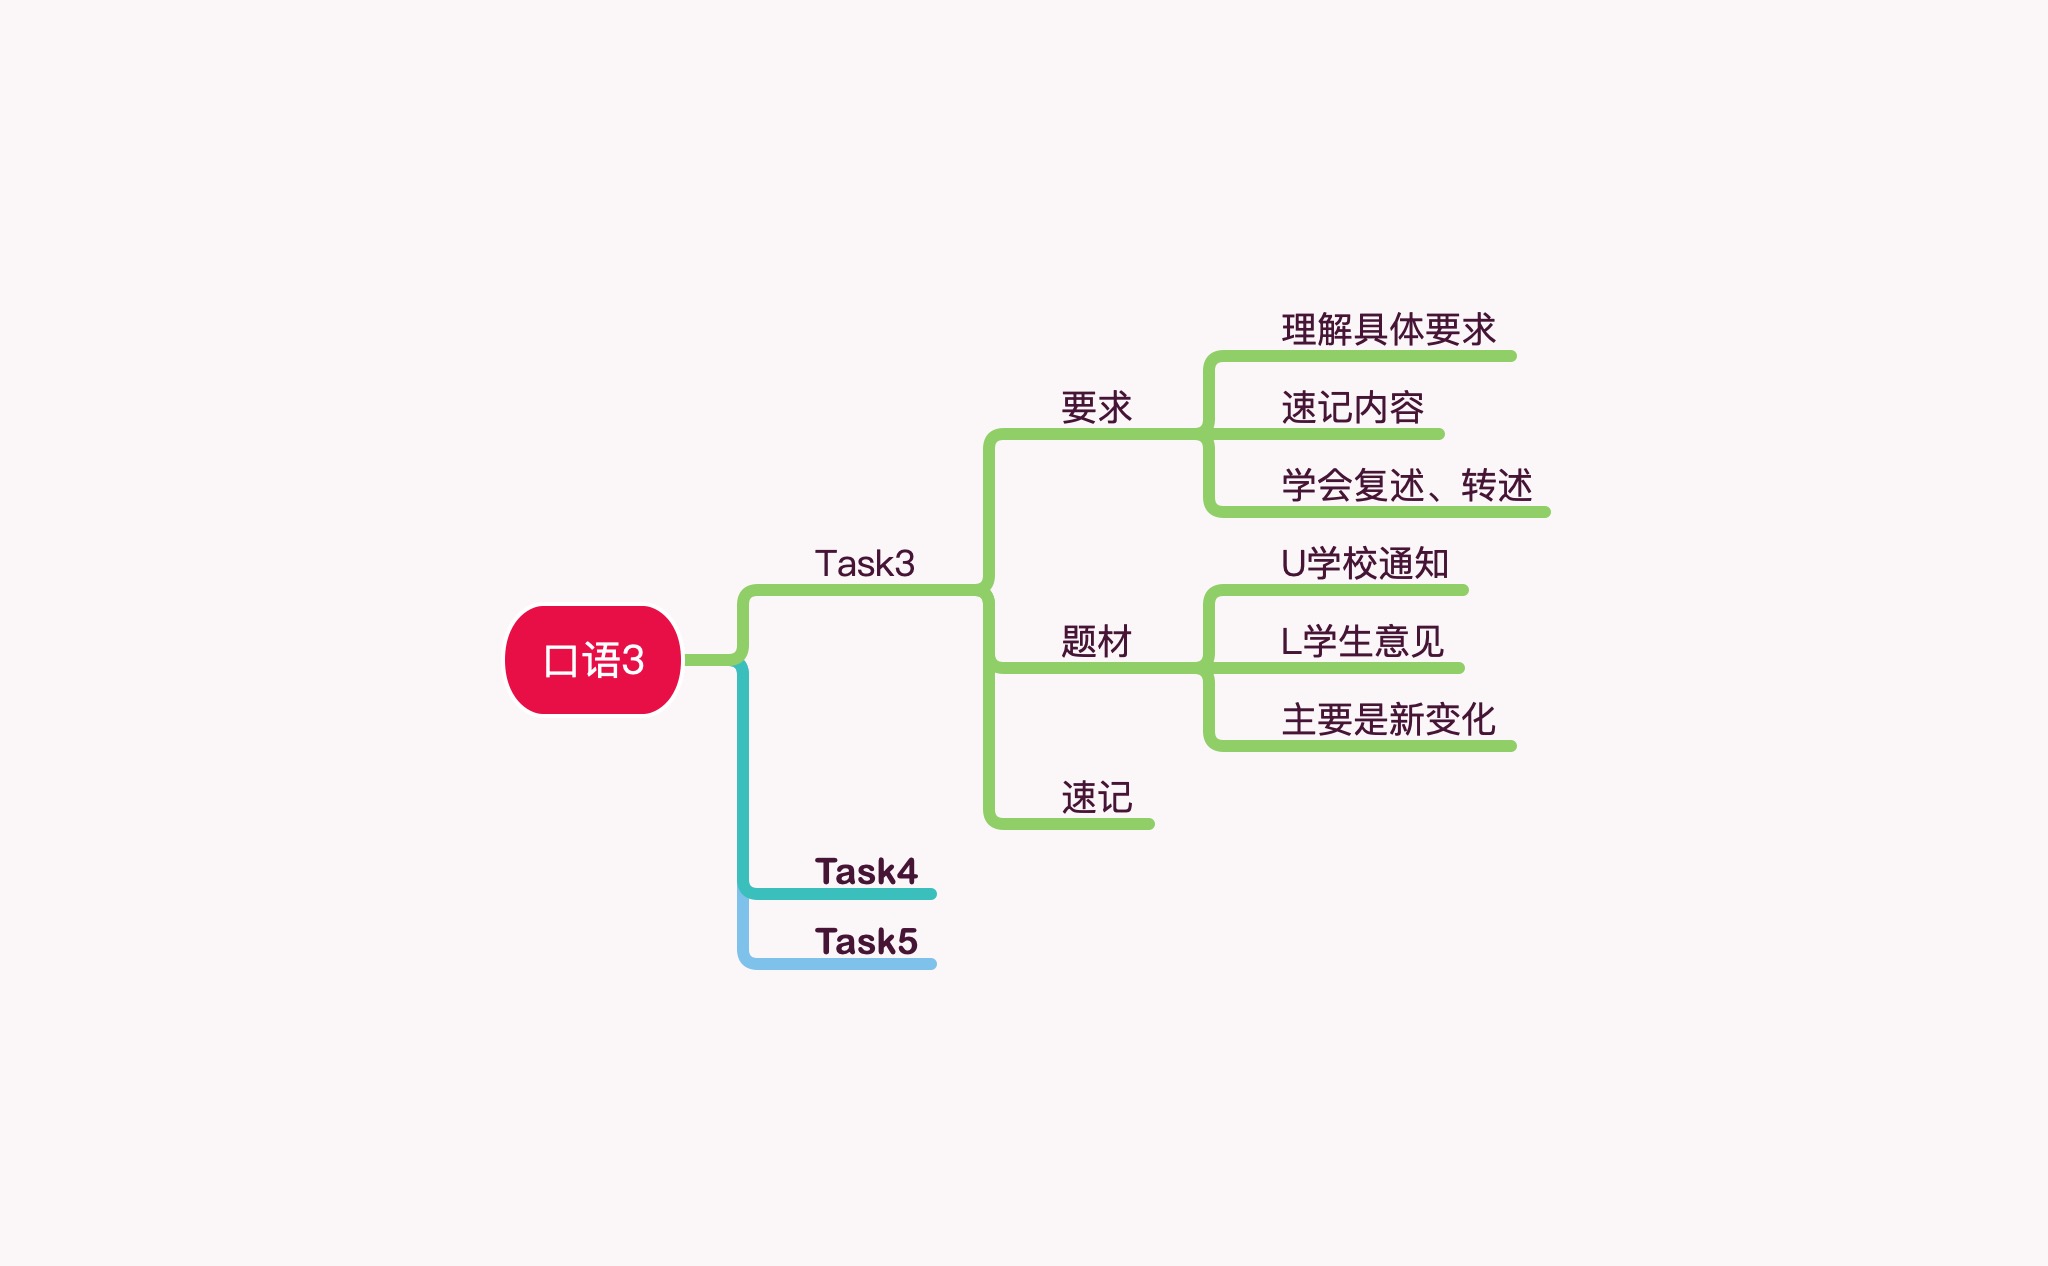 口语3
Task3
要求
理解具体要求
速记内容
学会复述、转述
题材
U学校通知
L学生意见
主要是新变化
速记
Task4
Task5